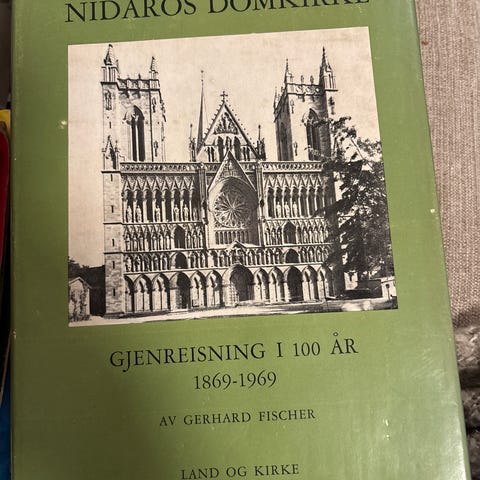 NIDAROS DOMKIRKE
GJENREISNING I 100 ÅR
1869-1969
AV GERHARD FISCHER
LAND OG KIRKE